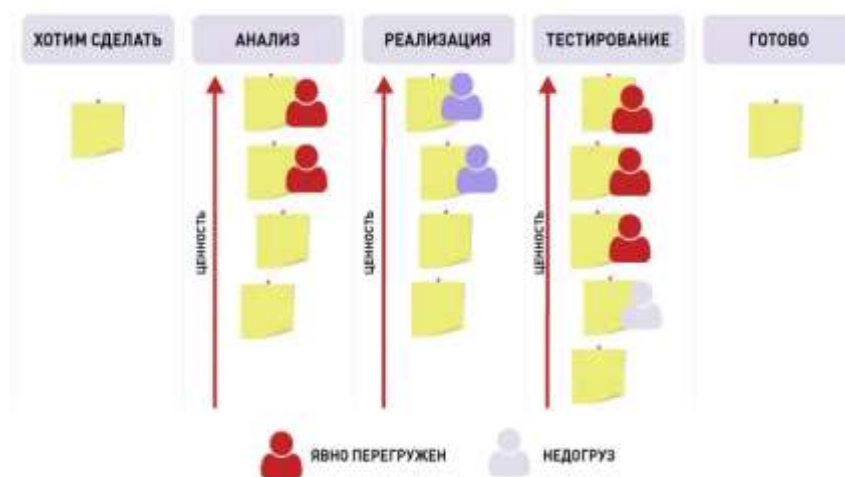 ХОТИМ СДЕЛАТЬ
АНАЛИЗ
РЕАЛИЗАЦИЯ
ТЕСТИРОВАНИЕ
ГОТОВО
ЦЕННОСТЬ
ЦЕННОСТЬ
ЦЕННОСТЬ
ЯВНО ПЕРЕГРУЖЕН
НЕДОГРУЗ